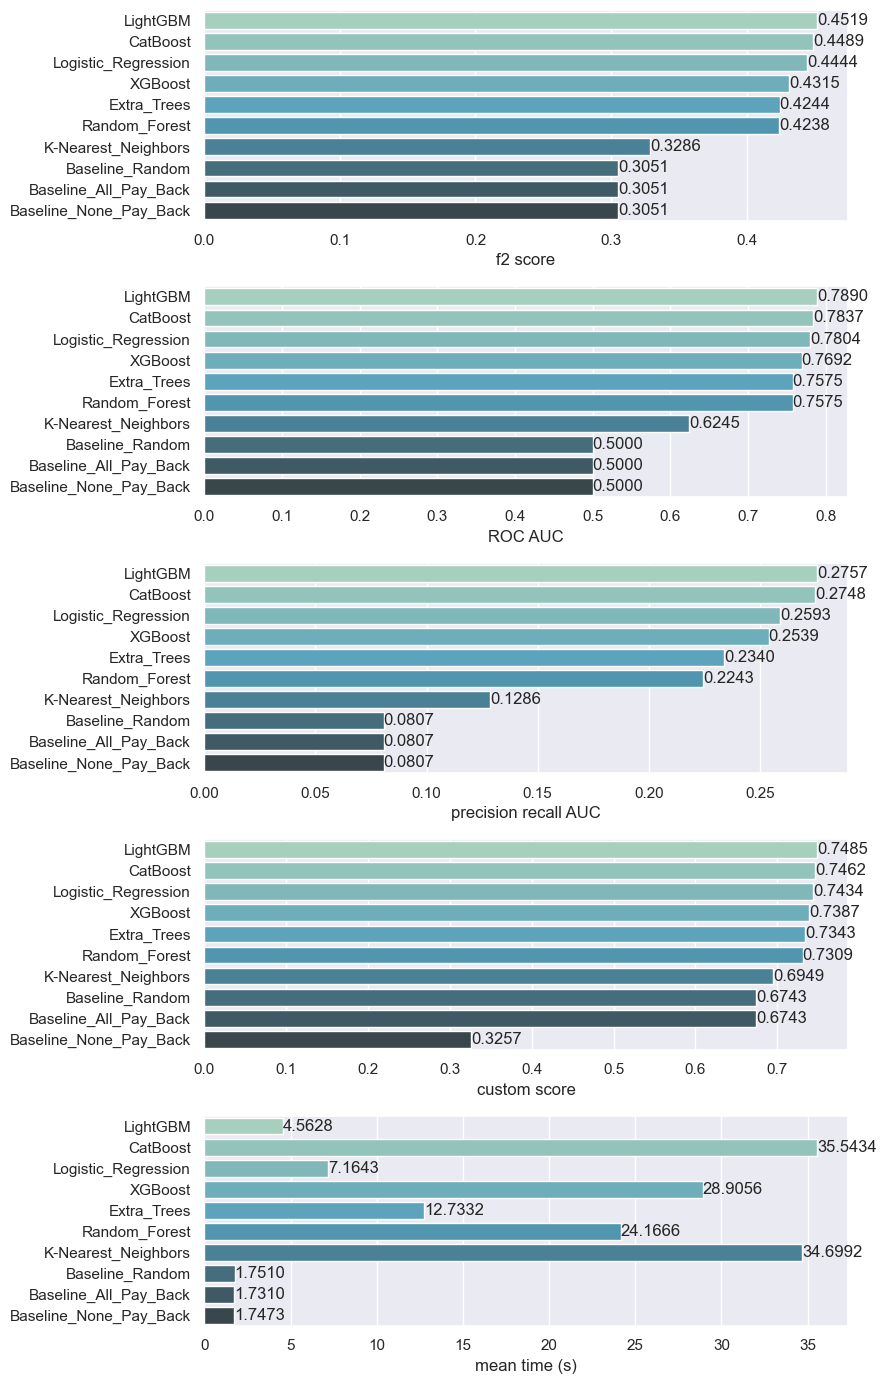 LightGBM 0.4519
CatBoost 0.4489
Logistic_Regression 0.4444
XGBoost 0.4315
Extra_Trees 0.4244
Random_Forest 0.4238
K-Nearest_Neighbors 0.3286
Baseline_Random 0.3051
Baseline_All_Pay_Back 0.3051
Baseline_None_Pay_Back 0.3051
0.0 0.1 0.2 0.3 0.4
f2 score
LightGBM 0.7890
CatBoost 0.7837
Logistic_Regression 0.7804
XGBoost 0.7692
Extra_Trees 0.7575
Random_Forest 0.7575
K-Nearest_Neighbors 0.6245
Baseline_Random 0.5000
Baseline_All_Pay_Back 0.5000
Baseline_None_Pay_Back 0.5000
0.0 0.1 0.2 0.3 0.4 0.5 0.6 0.7 0.8
ROC AUC
LightGBM 0.2757
CatBoost 0.2748
Logistic_Regression 0.2593
XGBoost 0.2539
Extra_Trees 0.2340
Random_Forest 0.2243
K-Nearest_Neighbors 0.1286
Baseline_Random 0.0807
Baseline_All_Pay_Back 0.0807
Baseline_None_Pay_Back 0.0807
0.00 0.05 0.10 0.15 0.20 0.25
precision recall AUC
LightGBM 0.7485
CatBoost 0.7462
Logistic_Regression 0.7434
XGBoost 0.7387
Extra_Trees 0.7343
Random_Forest 0.7309
K-Nearest_Neighbors 0.6949
Baseline_Random 0.6743
Baseline_All_Pay_Back 0.6743
Baseline_None_Pay_Back 0.3257
0.0 0.1 0.2 0.3 0.4 0.5 0.6 0.7
custom score
LightGBM 4.5628
CatBoost 35.5434
Logistic_Regression 7.1643
XGBoost 28.9056
Extra_Trees 12.7332
Random_Forest 24.1666
K-Nearest_Neighbors 34.6992
Baseline_Random 1.7510
Baseline_All_Pay_Back 1.7310
Baseline_None_Pay_Back 1.7473
0 5 10 15 20 25 30 35
mean time (s)